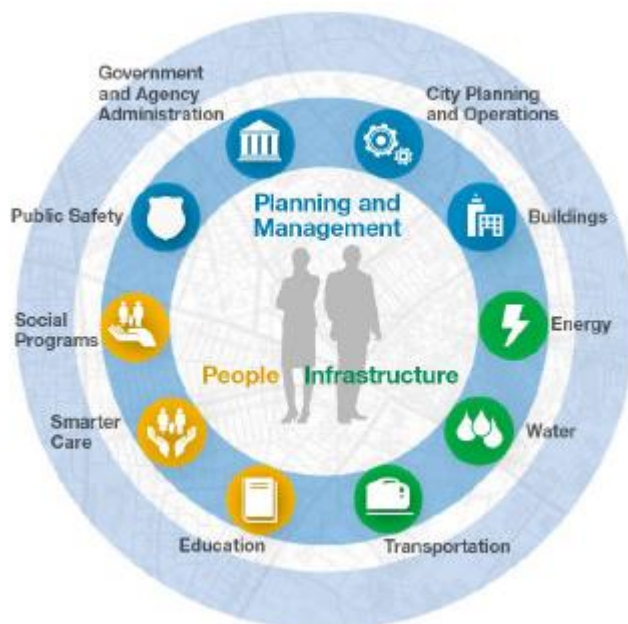 Government
and Agency
Administration
City Planning
and Operations
Public Safety
Planning and
Management
Buildings
Social
Programs
Energy
People
Infrastructure
Smarter
Care
Water
Education
Transportation